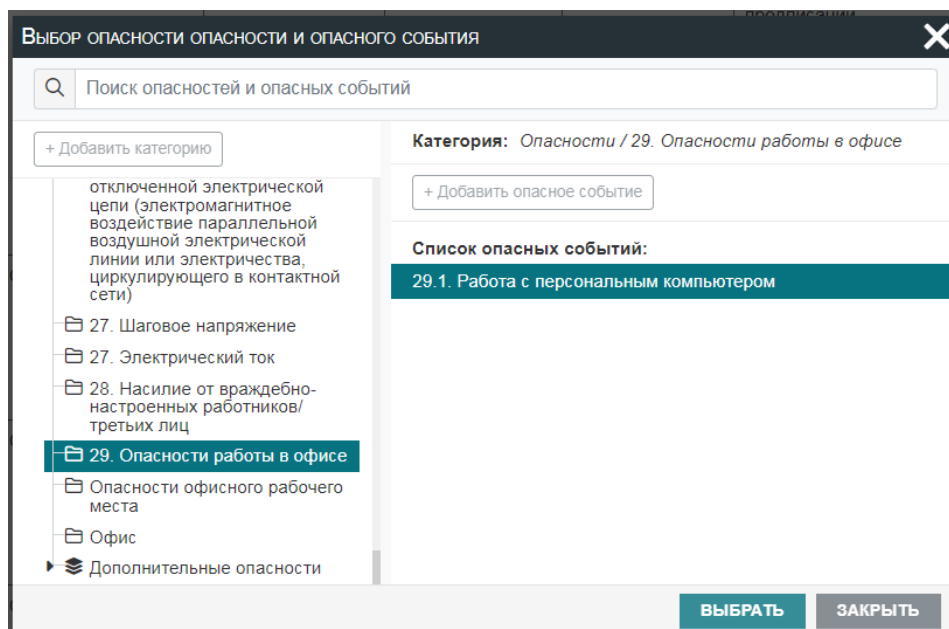 Выбор опасности опасности и опасного события
Поиск опасностей и опасных событий
+ Добавить категорию
отключенной электрической
цепи (электромагнитное
воздействие параллельной
воздушной электрической
линии или электричества,
циркулирующего в контактной
сети)
27. Шаговое напряжение
27. Электрический ток
28. Насилие от враждебно-
настроенных работников/
третьих лиц
29. Опасности работы в офисе
Опасности офисного рабочего
места
Офис
Дополнительные опасности
Категория: Опасности / 29. Опасности работы в офисе
+ Добавить опасное событие
Список опасных событий:
29.1. Работа с персональным компьютером
ВЫБРАТЬ
ЗАКРЫТЬ